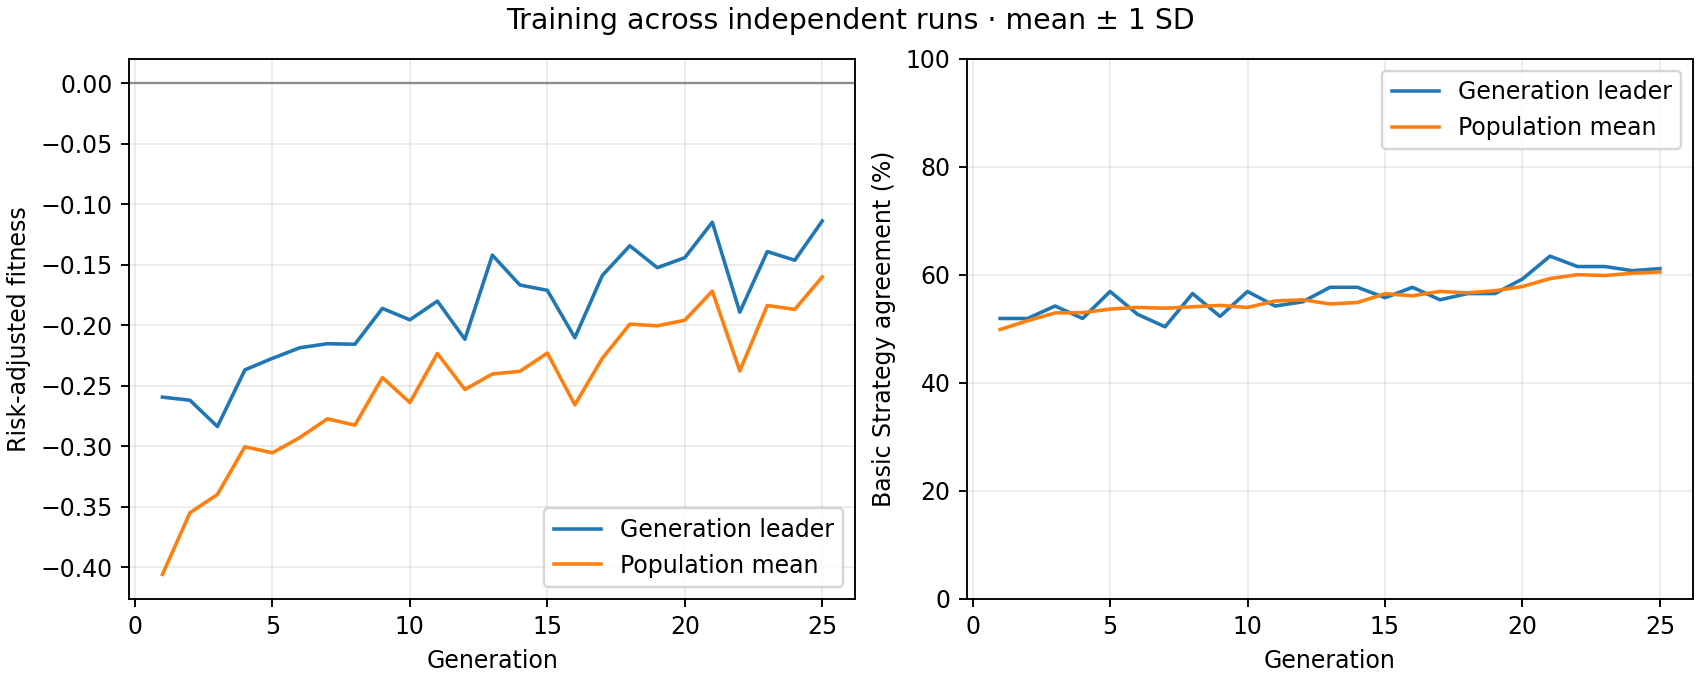 Training across independent runs · mean ± 1 SD
Risk-adjusted fitness
0.00
−0.05
−0.10
−0.15
−0.20
−0.25
−0.30
−0.35
−0.40
Generation leader
Population mean
0 5 10 15 20 25
Generation
Basic Strategy agreement (%)
100
80
60
40
20
0
Generation leader
Population mean
0 5 10 15 20 25
Generation